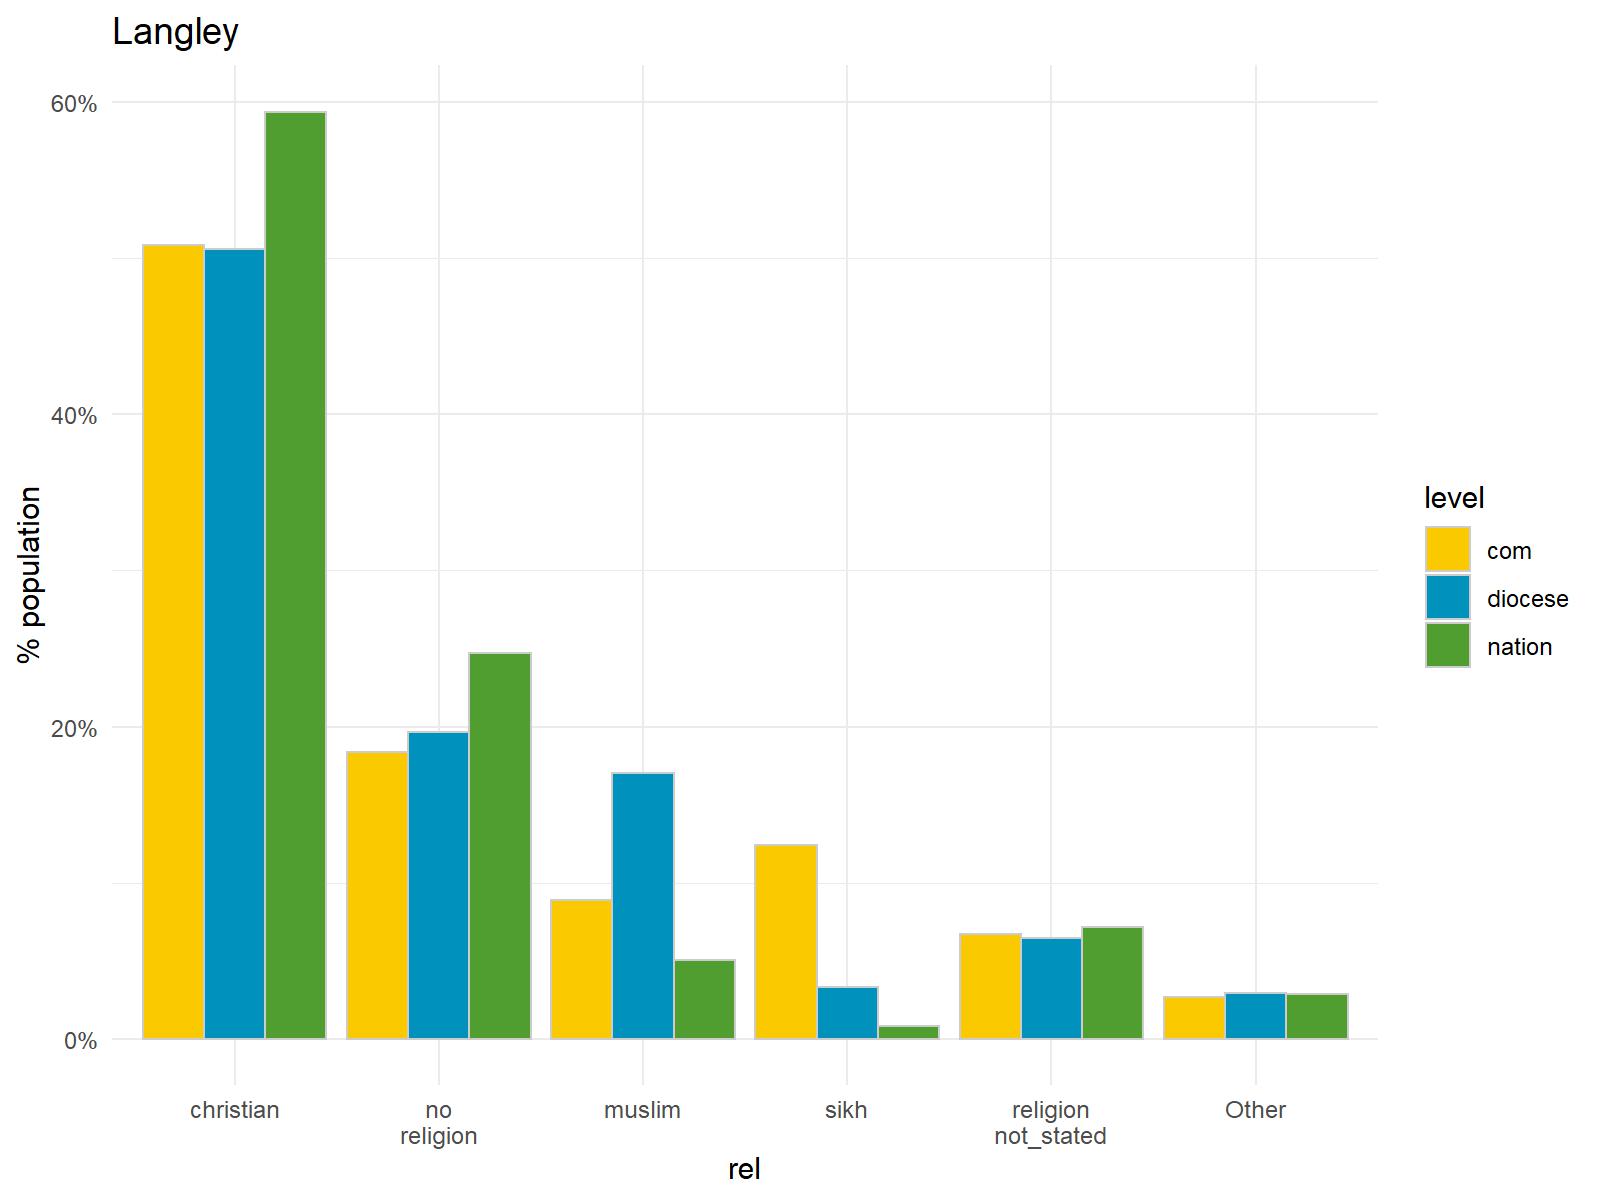 Langley
60%
40%
20%
0%
% population
christian
no
religion
muslim
sikh
religion
not_stated
Other
rel
level
com
diocese
nation